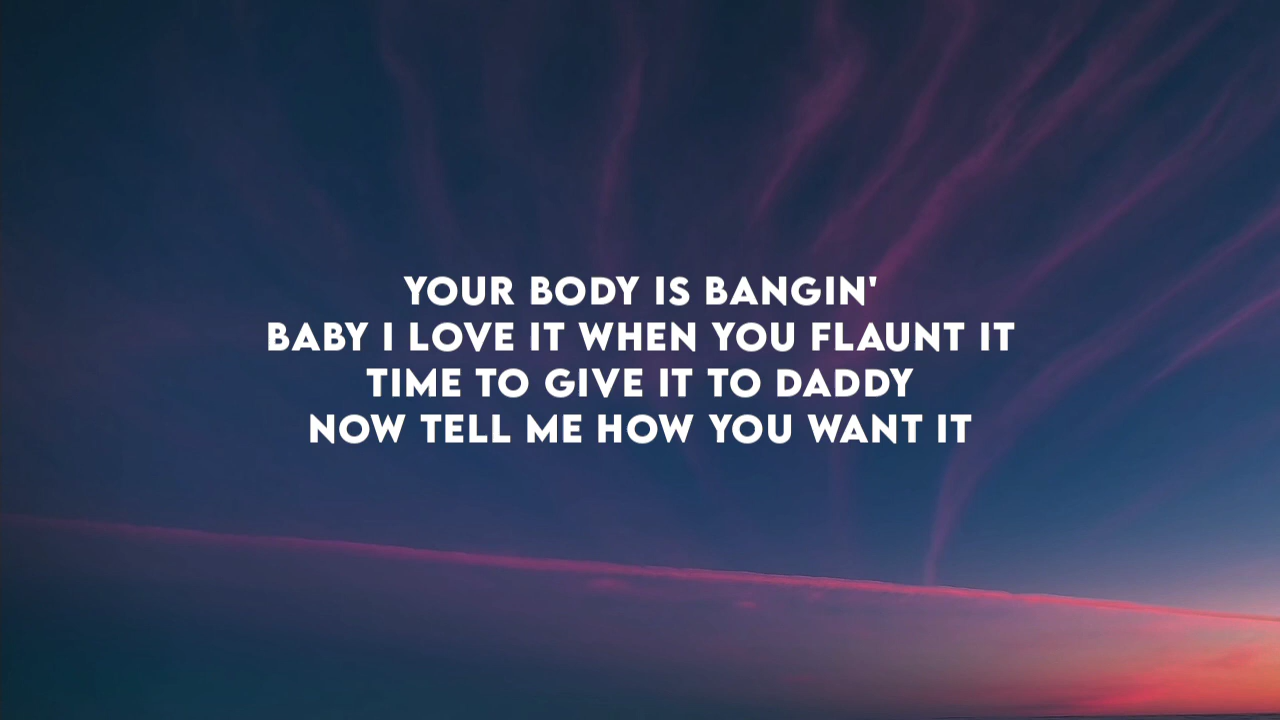 YOUR BODY IS BANGIN'
BABY I LOVE IT WHEN YOU FLAUNT IT
TIME TO GIVE IT TO DADDY
NOW TELL ME HOW YOU WANT IT